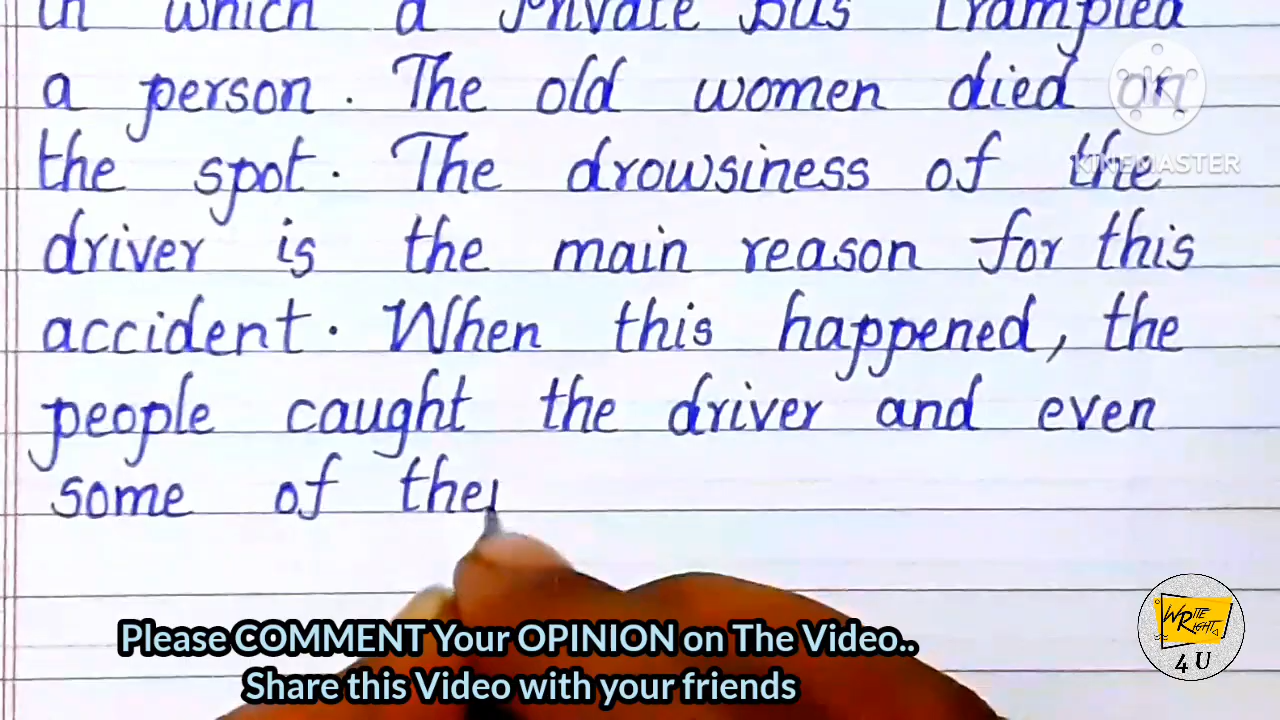 in which a Private bus trampled
a person. The old women died on
the spot. The drowsiness of the
driver is the main reason for this
accident. When this happened, the
people caught the driver and even
some of the
KINEMASTER
Please COMMENT Your OPINION on The Video..
Share this Video with your friends
WRITE
RIGHT
4 U